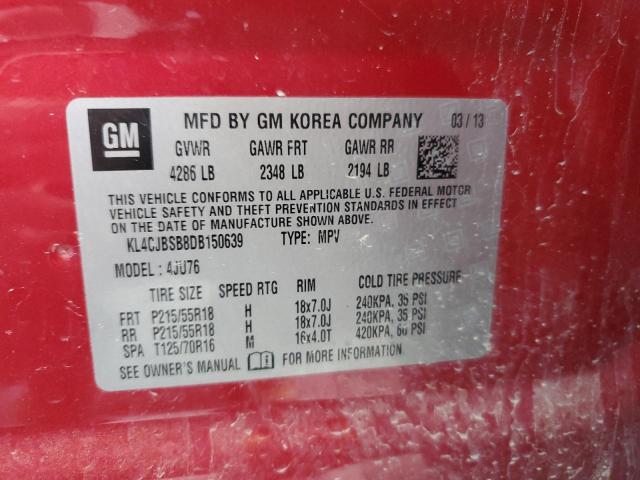 GM
MFD BY GM KOREA COMPANY 03/13
GVWR GAWR FRT GAWR RR
4286 LB 2348 LB 2194 LB
THIS VEHICLE CONFORMS TO ALL APPLICABLE U.S. FEDERAL MOTOR
VEHICLE SAFETY AND THEFT PREVENTION STANDARDS IN EFFECT
ON THE DATE OF MANUFACTURE SHOWN ABOVE.
KL4CJBSB8DB150639 TYPE: MPV
MODEL: 4JU76
TIRE SIZE SPEED RTG RIM COLD TIRE PRESSURE
FRT P215/55R18 H 18x7.0J 240KPA, 35 PSI
RR P215/55R18 H 18x7.0J 240KPA, 35 PSI
SPA T125/70R16 M 16x4.0T 420KPA, 60 PSI
SEE OWNER'S MANUAL FOR MORE INFORMATION.